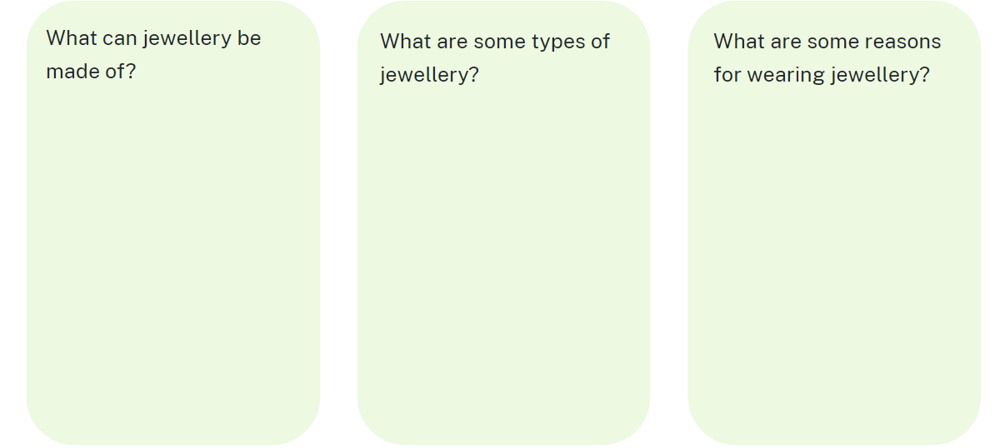 What can jewellery be
made of?
What are some types of
jewellery?
What are some reasons
for wearing jewellery?